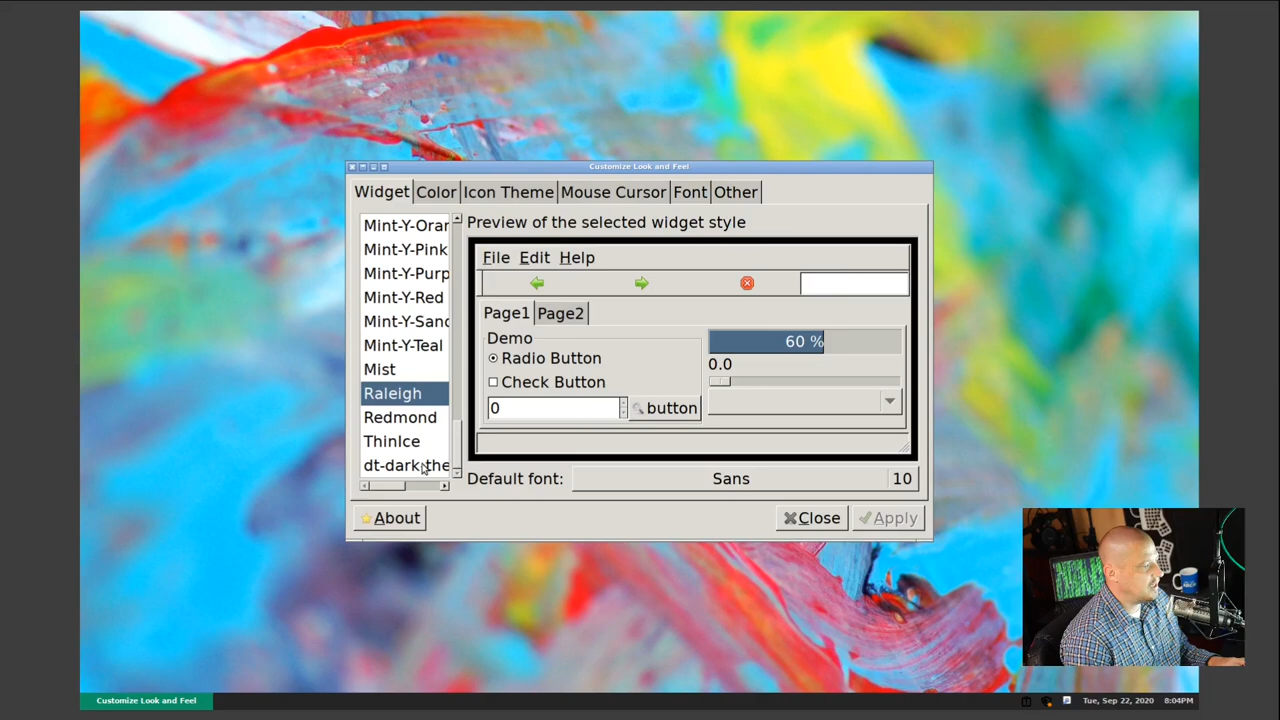 Customize Look and Feel
Widget Color Icon Theme Mouse Cursor Font Other
Mint-Y-Oran
Mint-Y-Pink
Mint-Y-Purp
Mint-Y-Red
Mint-Y-Sand
Mint-Y-Teal
Mist
Raleigh
Redmond
ThinIce
dt-dark-the
Preview of the selected widget style
File Edit Help
Page1 Page2
Demo
Radio Button
Check Button
0
button
60 %
0.0
Default font: Sans 10
About
Close Apply
Customize Look and Feel
Tue, Sep 22, 2020 8:04PM